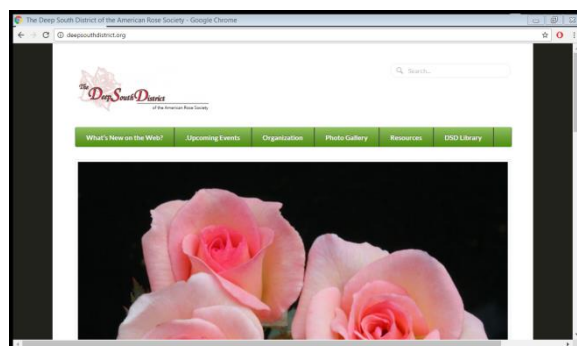 The Deep South District of the American Rose Society - Google Chrome
deepsouthdistrict.org
Search...
The
Deep South District
of the American Rose Society
What's New on the Web? .Upcoming Events Organization Photo Gallery Resources DSD Library